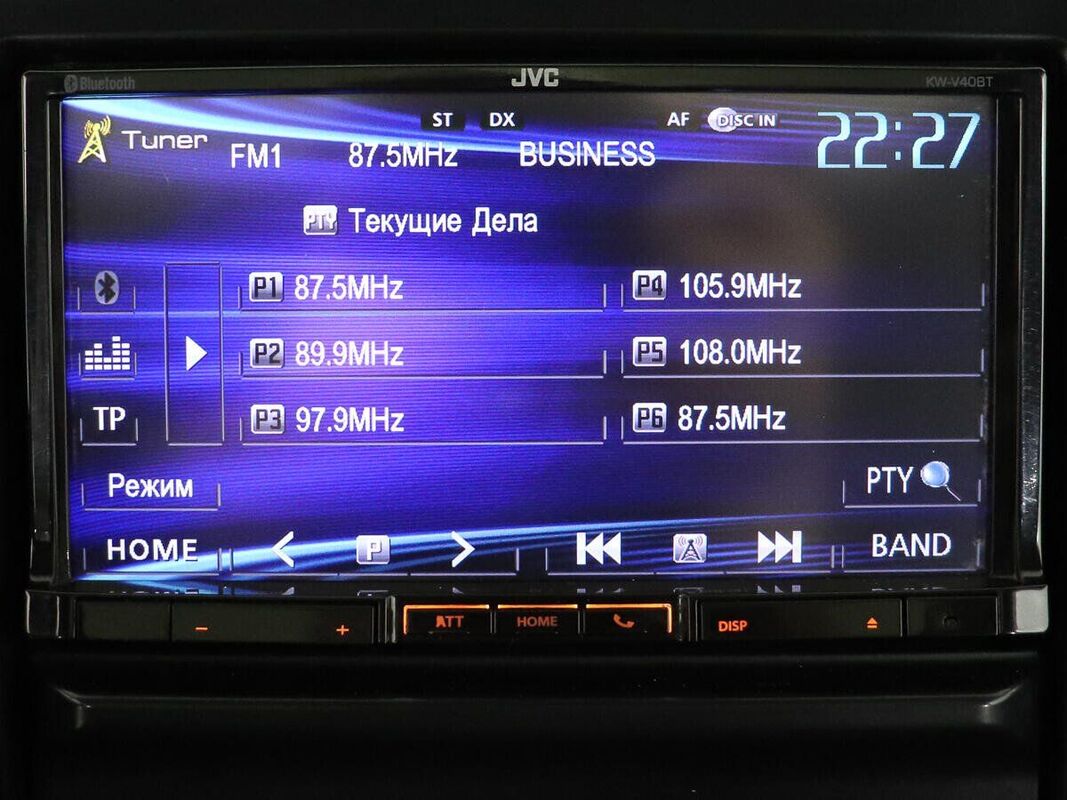 Bluetooth JVC KW-V40BT
ST DX AF DISC IN 22:27
Tuner FM1 87.5MHz BUSINESS
PTY Текущие Дела
P1 87.5MHz P4 105.9MHz
P2 89.9MHz P5 108.0MHz
TP P3 97.9MHz P6 87.5MHz
Режим PTY
HOME P BAND
− + ATT HOME DISP